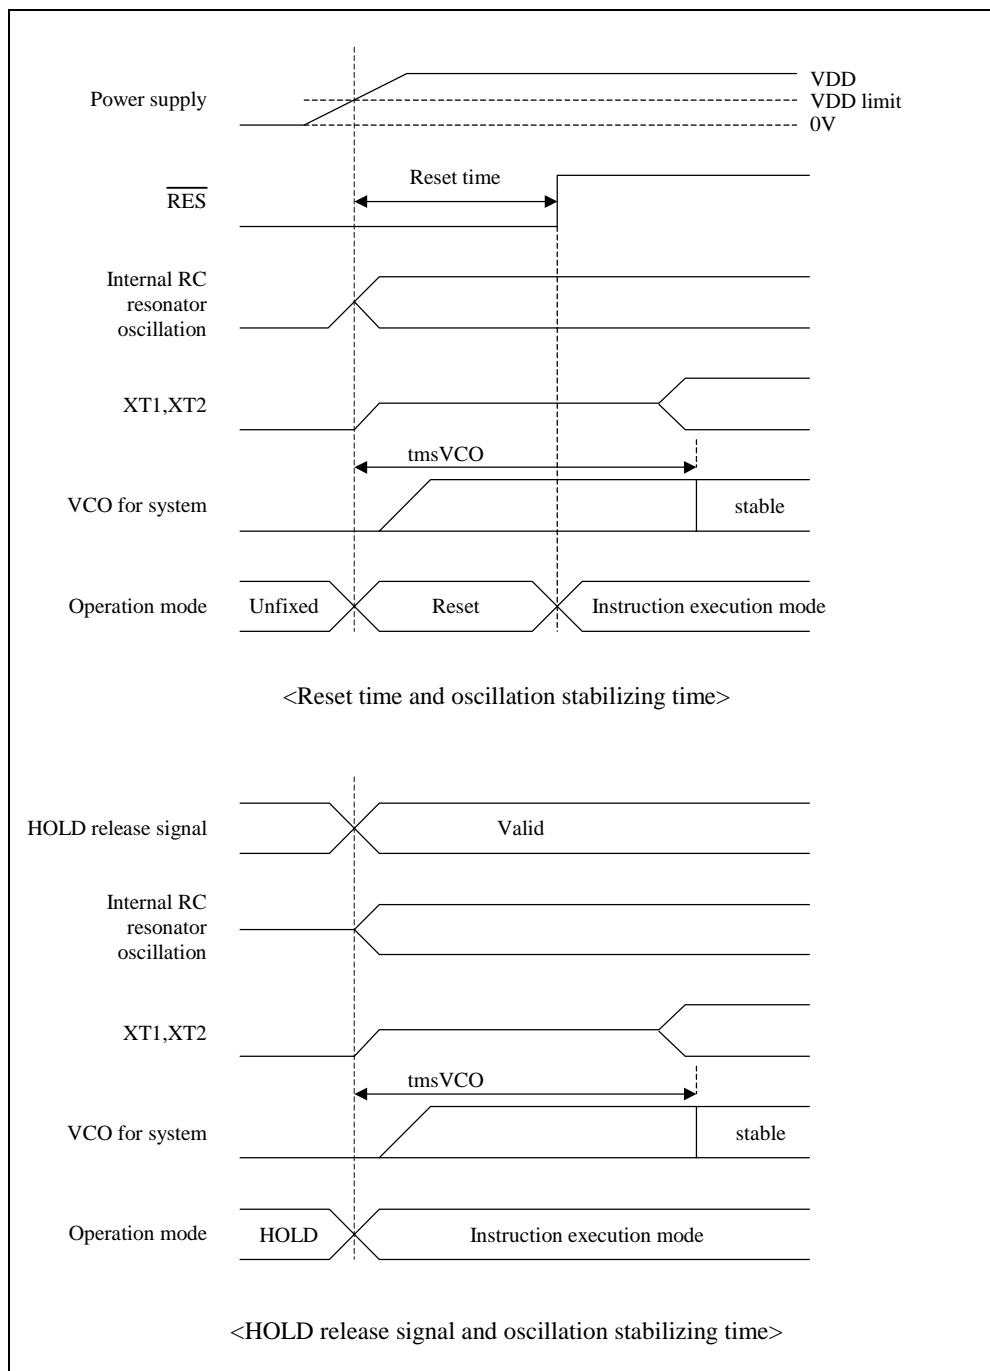 VDD
Power supply
VDD limit
0V
Reset time
RES
Internal RC
resonator
oscillation
XT1,XT2
tmsVCO
VCO for system
stable
Operation mode
Unfixed
Reset
Instruction execution mode
<Reset time and oscillation stabilizing time>
HOLD release signal
Valid
Internal RC
resonator
oscillation
XT1,XT2
tmsVCO
VCO for system
stable
Operation mode
HOLD
Instruction execution mode
<HOLD release signal and oscillation stabilizing time>